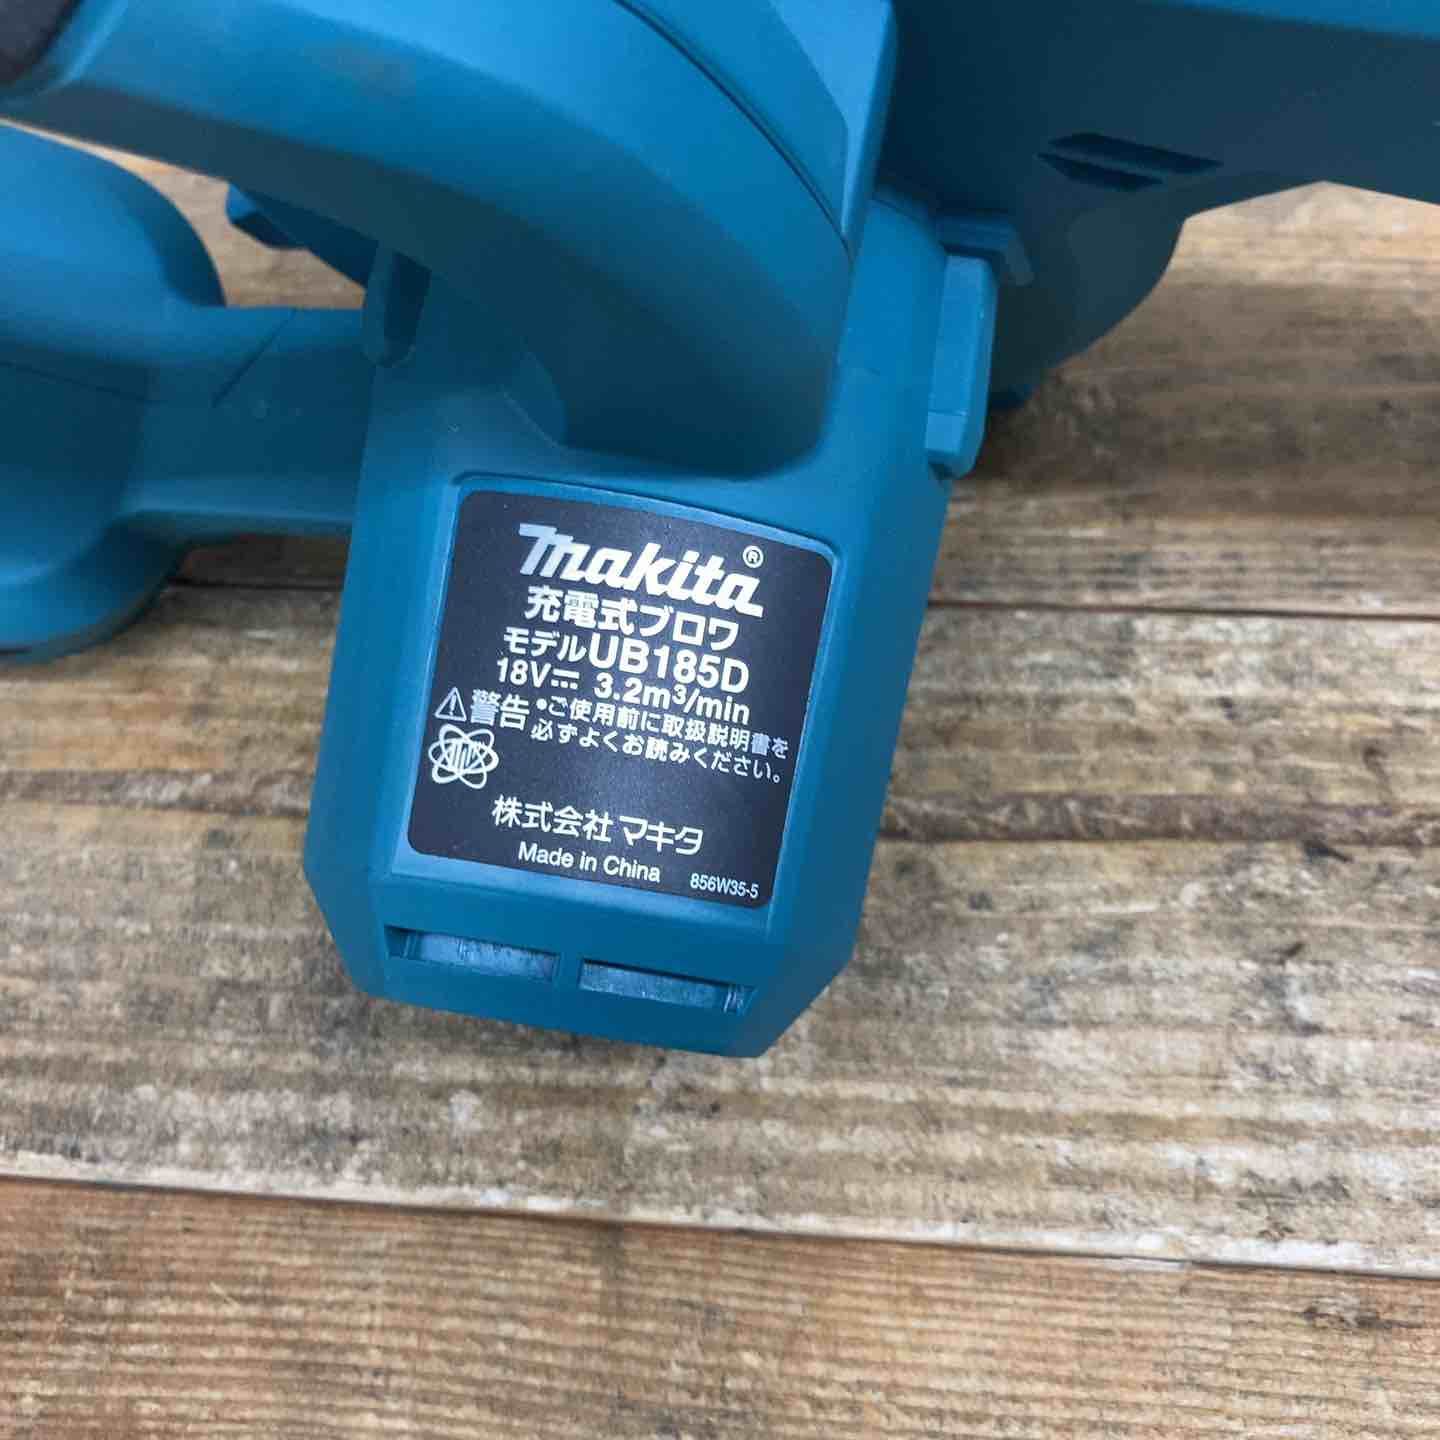 makita®
充電式ブロワ
モデルUB185D
18V⎓ 3.2m³/min
⚠警告 •ご使用前に取扱説明書を
必ずよくお読みください。
株式会社マキタ
Made in China 856W35-5